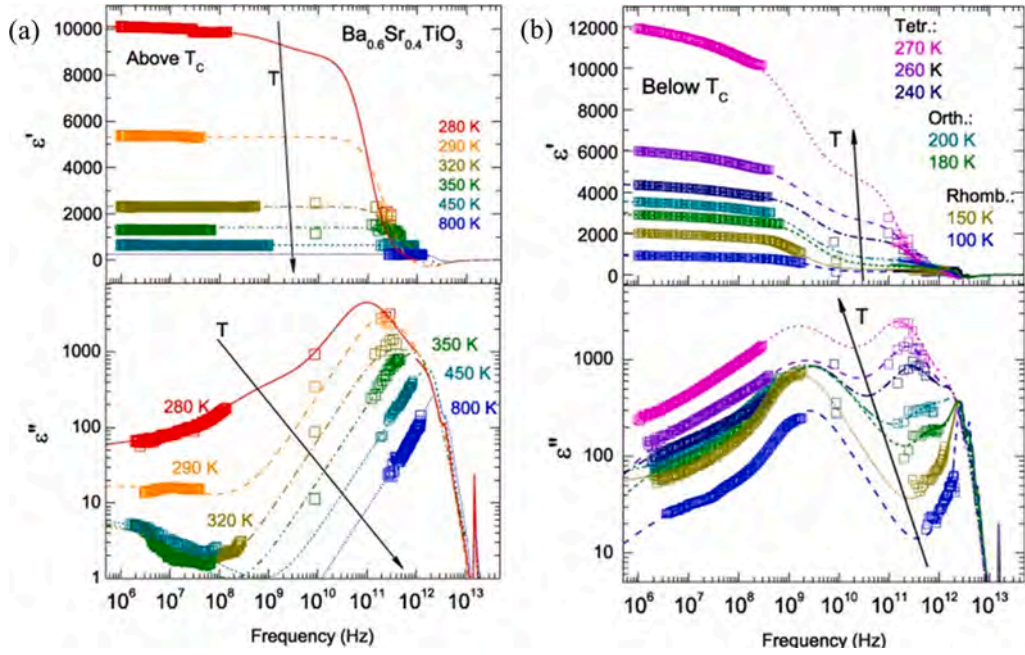 (a)
Ba0.6Sr0.4TiO3
Above TC
T
280 K
290 K
320 K
350 K
450 K
800 K
ε'
10000
8000
6000
4000
2000
0
T
350 K
450 K
800 K
280 K
290 K
320 K
ε''
1000
100
10
1
10^6 10^7 10^8 10^9 10^10 10^11 10^12 10^13
Frequency (Hz)
(b)
Tetr.:
270 K
260 K
240 K
Below TC
Orth.:
200 K
180 K
T
Rhomb.:
150 K
100 K
ε'
12000
10000
8000
6000
4000
2000
0
T
ε''
1000
100
10
10^6 10^7 10^8 10^9 10^10 10^11 10^12 10^13
Frequency (Hz)